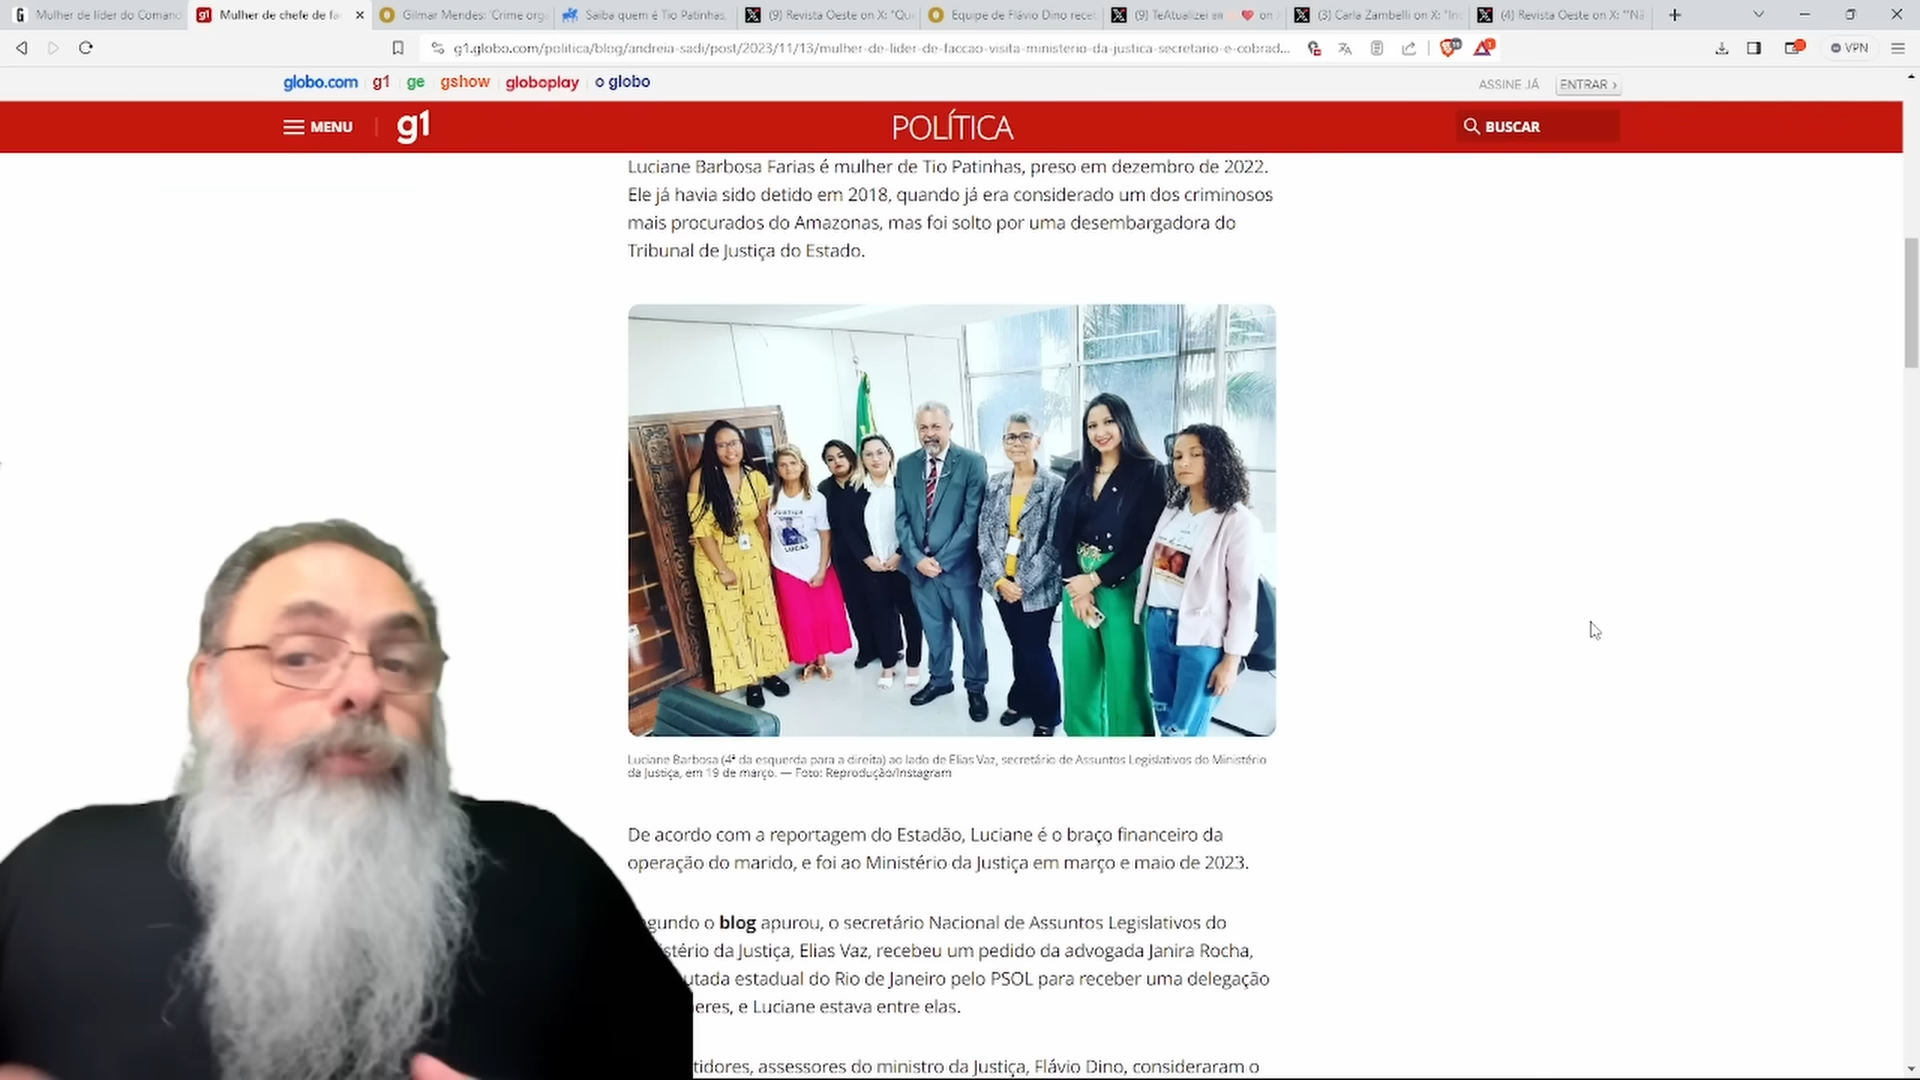 Mulher de líder do Comand
Mulher de chefe de fac
Gilmar Mendes: 'Crime orga
Saiba quem é Tio Patinhas,
(9) Revista Oeste on X: "Qu
Equipe de Flávio Dino recel
(9) TeAtualizei
on
(3) Carla Zambelli on X: "In
(4) Revista Oeste on X: "'Nã
g1.globo.com/politica/blog/andreia-sadi/post/2023/11/13/mulher-de-lider-de-faccao-visita-ministerio-da-justica-secretario-e-cobrad...
VPN
globo.com g1 ge gshow globoplay o globo
ASSINE JÁ
ENTRAR ›
MENU
g1
POLÍTICA
BUSCAR
Luciane Barbosa Farias é mulher de Tio Patinhas, preso em dezembro de 2022.
Ele já havia sido detido em 2018, quando já era considerado um dos criminosos
mais procurados do Amazonas, mas foi solto por uma desembargadora do
Tribunal de Justiça do Estado.
JUSTIÇA
LUCAS
Luciane Barbosa (4ª da esquerda para a direita) ao lado de Elias Vaz, secretário de Assuntos Legislativos do Ministério
da Justiça, em 19 de março. — Foto: Reprodução/Instagram
De acordo com a reportagem do Estadão, Luciane é o braço financeiro da
operação do marido, e foi ao Ministério da Justiça em março e maio de 2023.
gundo o blog apurou, o secretário Nacional de Assuntos Legislativos do
stério da Justiça, Elias Vaz, recebeu um pedido da advogada Janira Rocha,
utada estadual do Rio de Janeiro pelo PSOL para receber uma delegação
eres, e Luciane estava entre elas.
tidores, assessores do ministro da Justiça, Flávio Dino, consideraram o